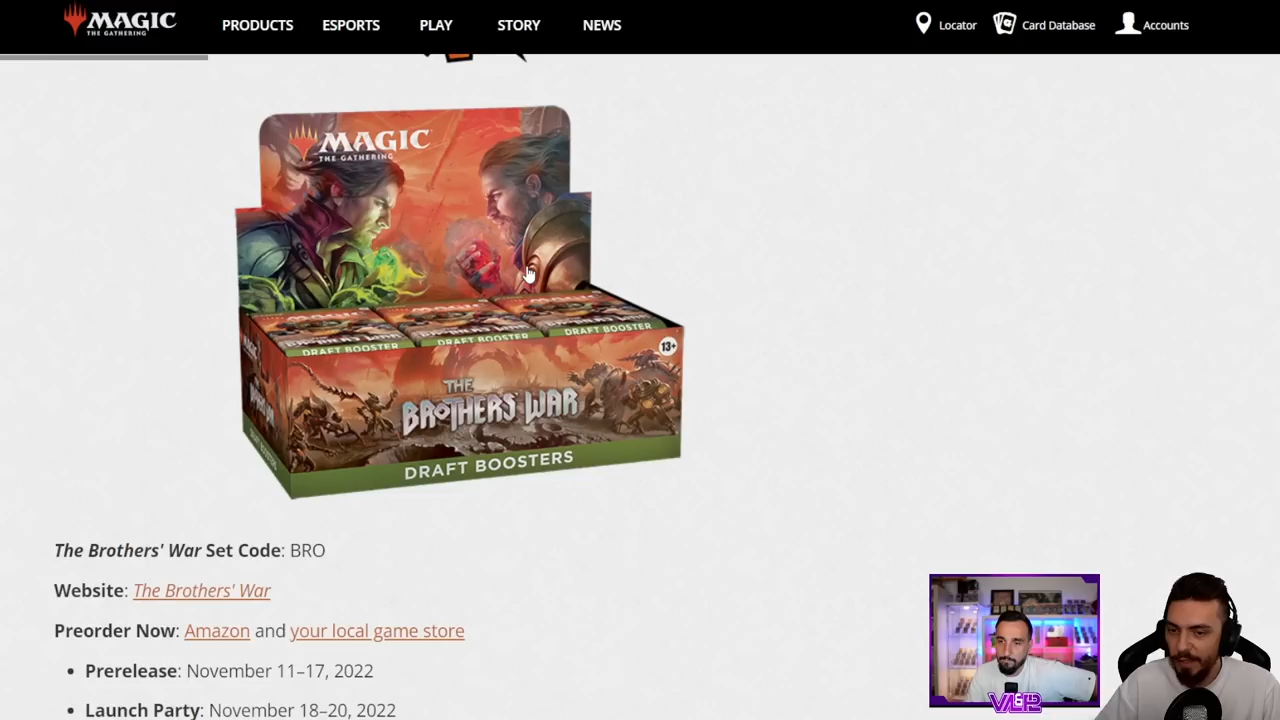 MAGIC
THE GATHERING
PRODUCTS ESPORTS PLAY STORY NEWS
Locator Card Database Accounts
MAGIC
THE GATHERING
DRAFT BOOSTER DRAFT BOOSTER DRAFT BOOSTER
13+
THE
BROTHERS' WAR
DRAFT BOOSTERS
The Brothers' War Set Code: BRO
Website: The Brothers' War
Preorder Now: Amazon and your local game store
• Prerelease: November 11–17, 2022
• Launch Party: November 18–20, 2022